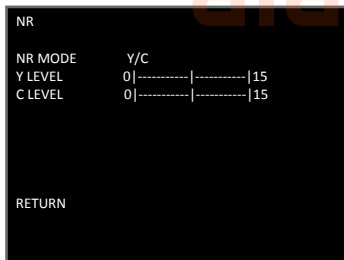 NR
NR MODE Y/C
Y LEVEL 0|-----------|-----------|15
C LEVEL 0|-----------|-----------|15
RETURN